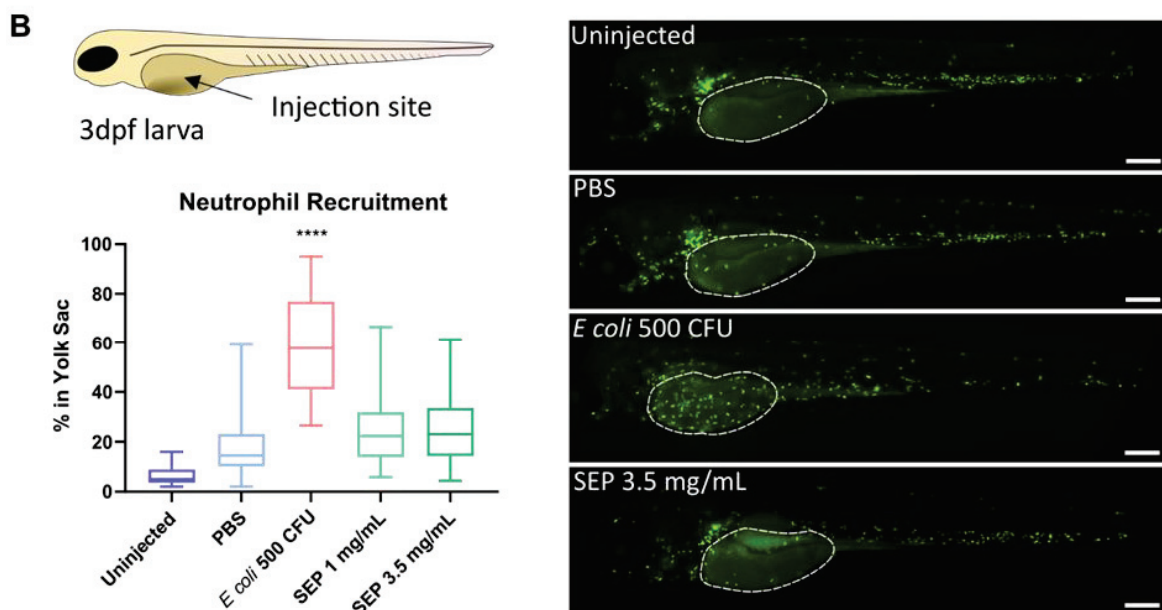 B
Injection site
3dpf larva
Neutrophil Recruitment
****
100
80
60
40
20
0
% in Yolk Sac
Uninjected
PBS
E coli 500 CFU
SEP 1 mg/mL
SEP 3.5 mg/mL
Uninjected
PBS
E coli 500 CFU
SEP 3.5 mg/mL